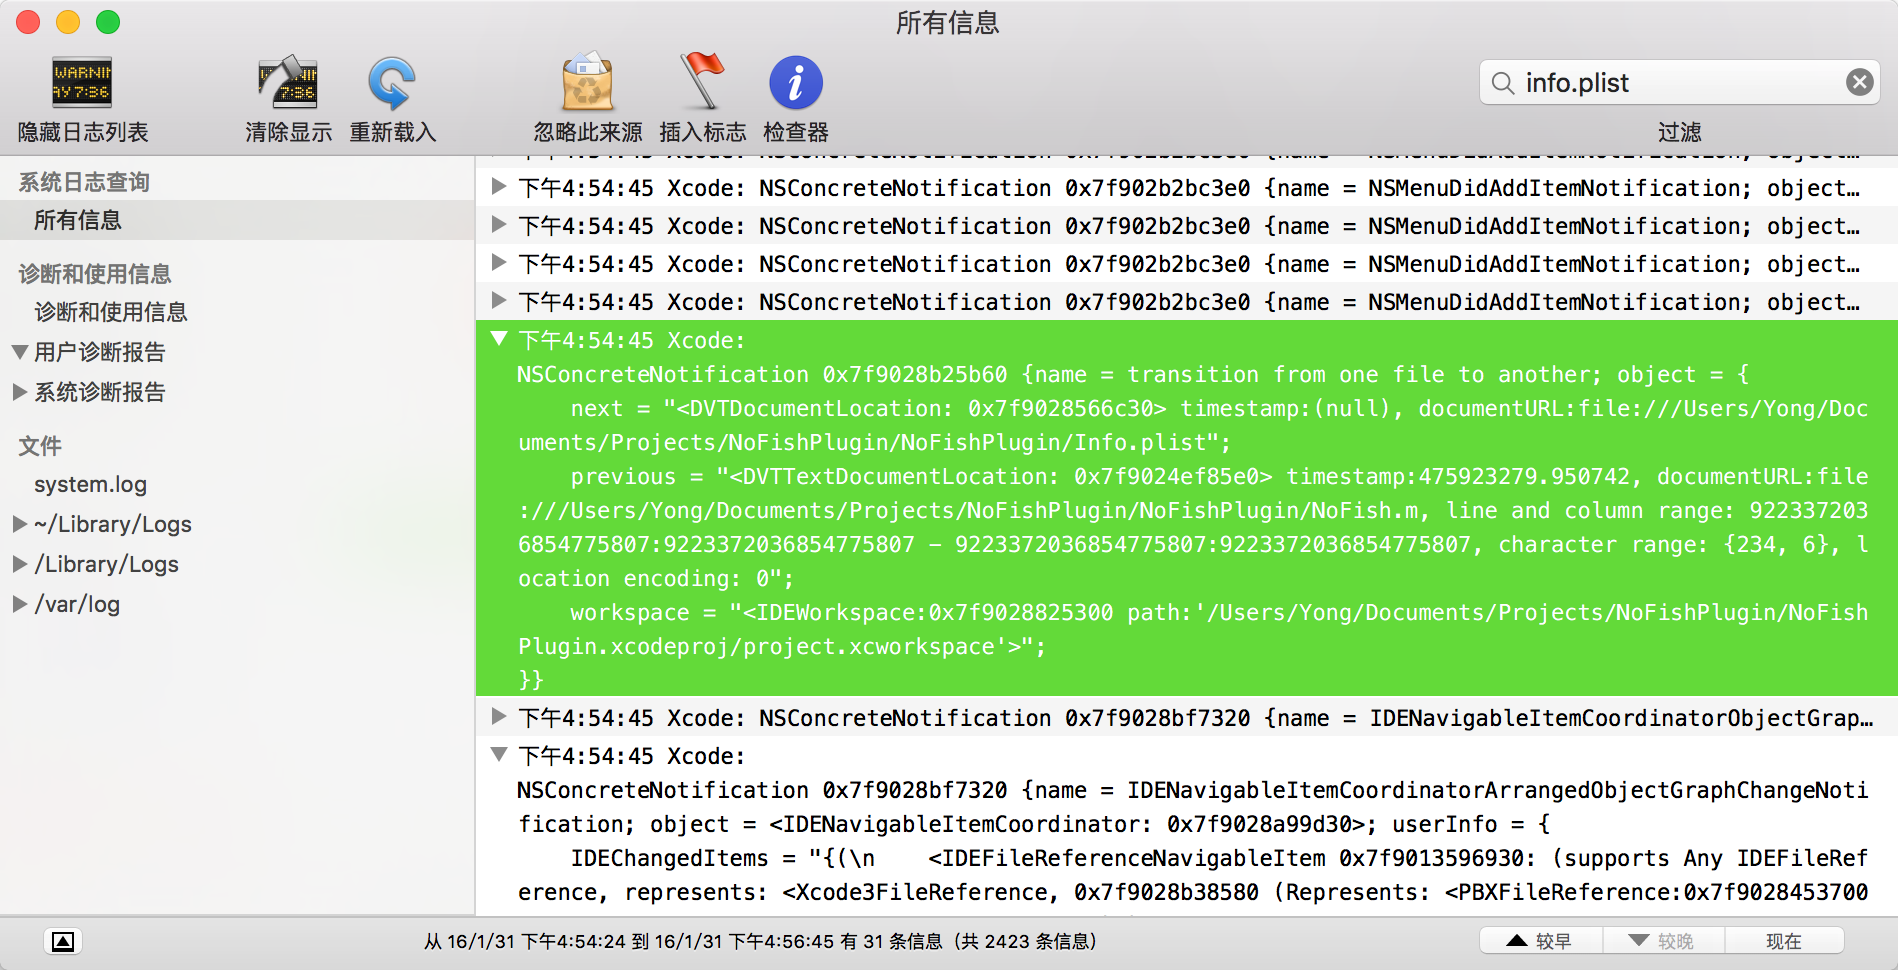 所有信息
隐藏日志列表
清除显示
重新载入
忽略此来源
插入标志
检查器
info.plist
过滤
系统日志查询
所有信息
诊断和使用信息
诊断和使用信息
用户诊断报告
系统诊断报告
文件
system.log
~/Library/Logs
/Library/Logs
/var/log
下午4:54:45 Xcode: NSConcreteNotification 0x7f902b2bc3e0 {name = NSMenuDidAddItemNotification; object…
下午4:54:45 Xcode: NSConcreteNotification 0x7f902b2bc3e0 {name = NSMenuDidAddItemNotification; object…
下午4:54:45 Xcode: NSConcreteNotification 0x7f902b2bc3e0 {name = NSMenuDidAddItemNotification; object…
下午4:54:45 Xcode: NSConcreteNotification 0x7f902b2bc3e0 {name = NSMenuDidAddItemNotification; object…
下午4:54:45 Xcode:
NSConcreteNotification 0x7f9028b25b60 {name = transition from one file to another; object = {
next = "<DVTDocumentLocation: 0x7f9028566c30> timestamp:(null), documentURL:file:///Users/Yong/Doc
uments/Projects/NoFishPlugin/NoFishPlugin/Info.plist";
previous = "<DVTTextDocumentLocation: 0x7f9024ef85e0> timestamp:475923279.950742, documentURL:file
:///Users/Yong/Documents/Projects/NoFishPlugin/NoFishPlugin/NoFish.m, line and column range: 922337203
6854775807:9223372036854775807 - 9223372036854775807:9223372036854775807, character range: {234, 6}, l
ocation encoding: 0";
workspace = "<IDEWorkspace:0x7f9028825300 path:'/Users/Yong/Documents/Projects/NoFishPlugin/NoFish
Plugin.xcodeproj/project.xcworkspace'>";
}}
下午4:54:45 Xcode: NSConcreteNotification 0x7f9028bf7320 {name = IDENavigableItemCoordinatorObjectGrap…
下午4:54:45 Xcode:
NSConcreteNotification 0x7f9028bf7320 {name = IDENavigableItemCoordinatorArrangedObjectGraphChangeNoti
fication; object = <IDENavigableItemCoordinator: 0x7f9028a99d30>; userInfo = {
IDEChangedItems = "{(\n    <IDEFileReferenceNavigableItem 0x7f9013596930: (supports Any IDEFileRef
erence, represents: <Xcode3FileReference, 0x7f9028b38580 (Represents: <PBXFileReference:0x7f9028453700
从 16/1/31 下午4:54:24 到 16/1/31 下午4:56:45 有 31 条信息（共 2423 条信息）
较早
较晚
现在